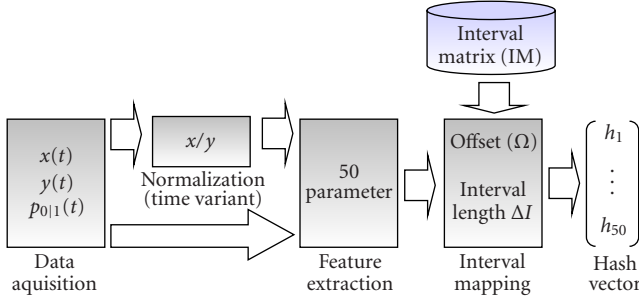 Interval
matrix (IM)
x(t)
y(t)
p0|1(t)
Data
aquisition
x/y
Normalization
(time variant)
50
parameter
Feature
extraction
Offset (Ω)
Interval
length ΔI
Interval
mapping
h1
⋮
h50
Hash
vector